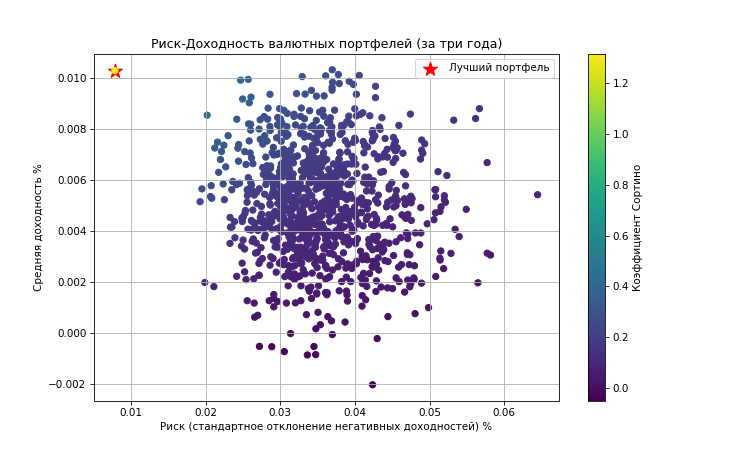 Риск-Доходность валютных портфелей (за три года)
Лучший портфель
Средняя доходность %
0.010
0.008
0.006
0.004
0.002
0.000
−0.002
0.01 0.02 0.03 0.04 0.05 0.06
Риск (стандартное отклонение негативных доходностей) %
1.2
1.0
0.8
0.6
0.4
0.2
0.0
Коэффициент Сортино